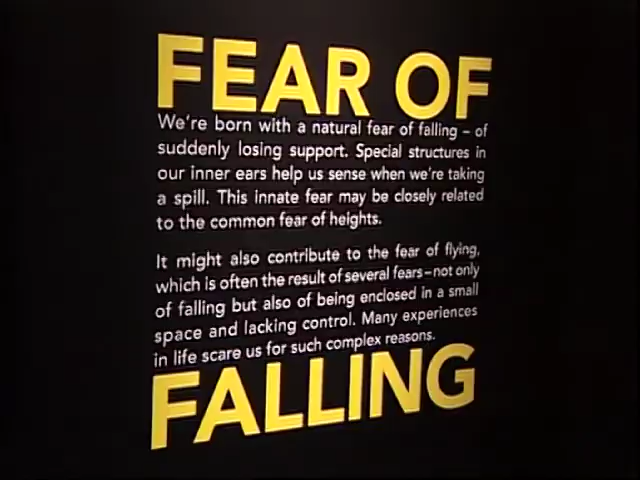 FEAR OF
We're born with a natural fear of falling – of
suddenly losing support. Special structures in
our inner ears help us sense when we're taking
a spill. This innate fear may be closely related
to the common fear of heights.
It might also contribute to the fear of flying,
which is often the result of several fears–not only
of falling but also of being enclosed in a small
space and lacking control. Many experiences
in life scare us for such complex reasons.
FALLING